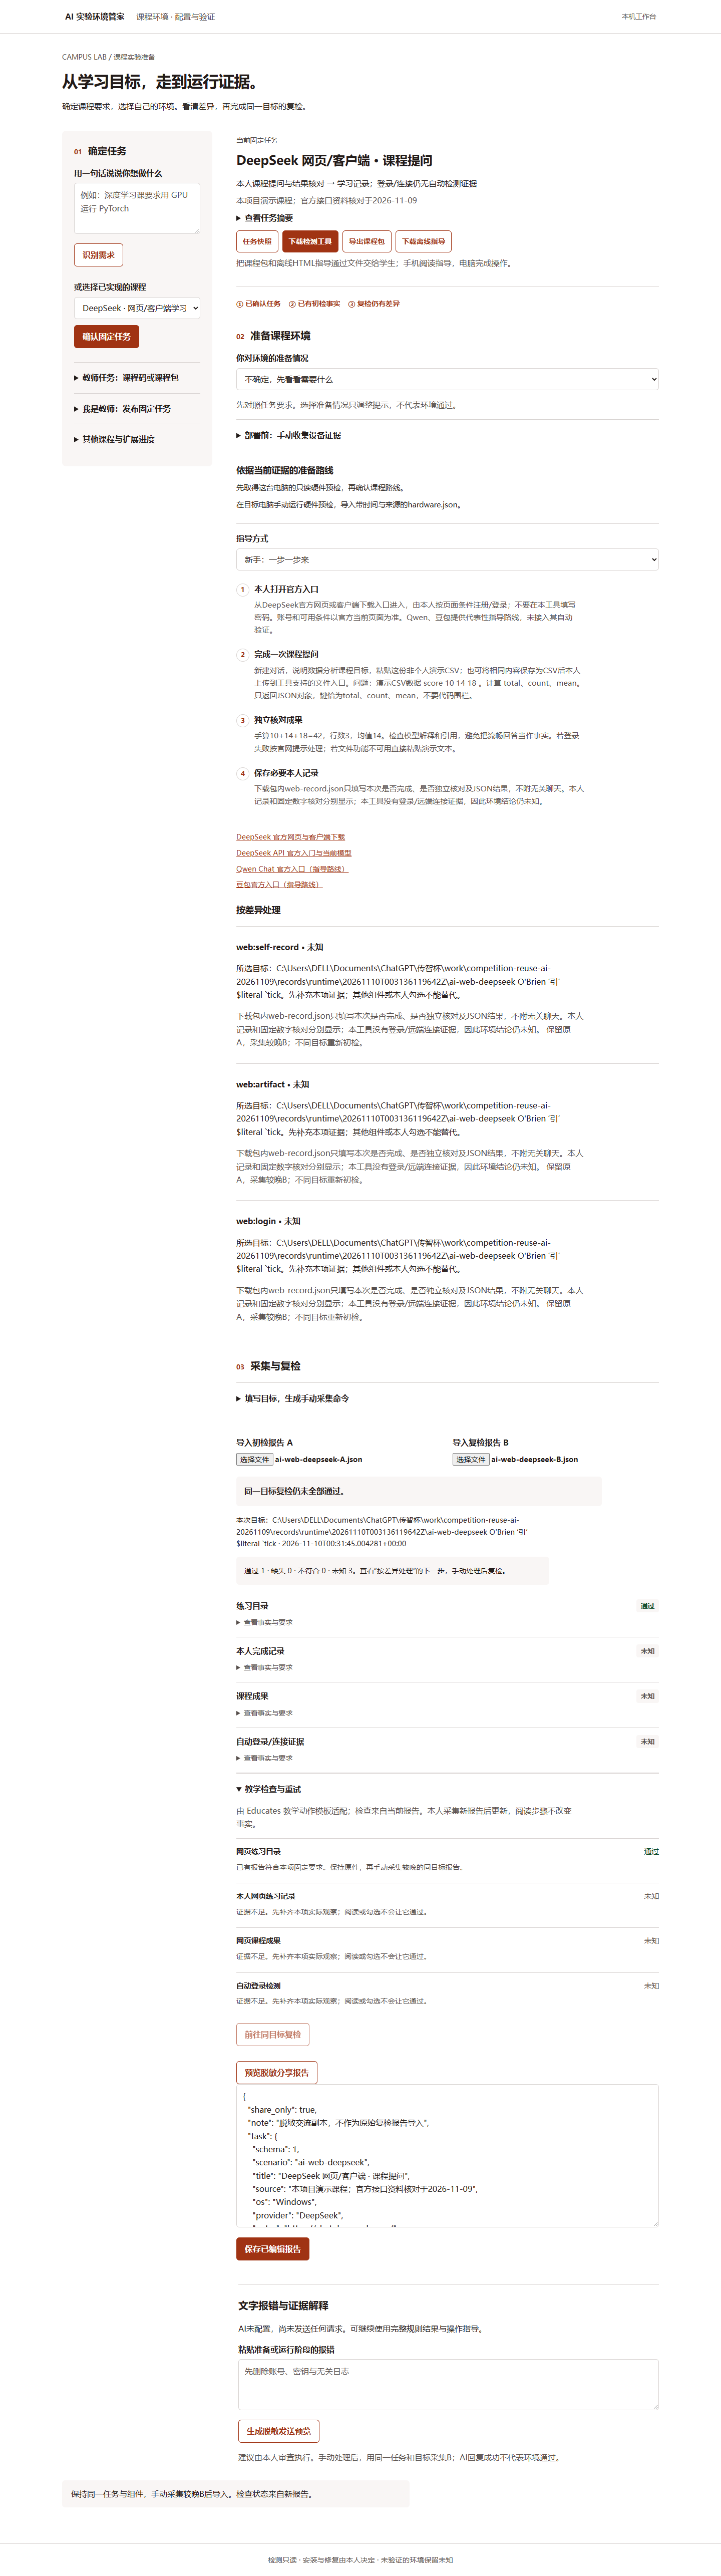 AI 实验环境管家
课程环境 · 配置与验证
本机工作台
CAMPUS LAB / 课程实验准备
从学习目标，走到运行证据。
确定课程要求，选择自己的环境。看清差异，再完成同一目标的复检。
01 确定任务
用一句话说说你想做什么
例如：深度学习课要求用 GPU
运行 PyTorch
识别需求
或选择已实现的课程
DeepSeek · 网页/客户端学习
确认固定任务
▶ 教师任务：课程码或课程包
▶ 我是教师：发布固定任务
▶ 其他课程与扩展进度
当前固定任务
DeepSeek 网页/客户端 · 课程提问
本人课程提问与结果核对 → 学习记录；登录/连接仍无自动检测证据
本项目演示课程；官方接口资料核对于2026-11-09
▶ 查看任务摘要
任务快照
下载检测工具
导出课程包
下载离线指导
把课程包和离线HTML指导通过文件交给学生；手机阅读指导，电脑完成操作。
① 已确认任务 ② 已有初检事实 ③ 复检仍有差异
02 准备课程环境
你对环境的准备情况
不确定，先看看需要什么
先对照任务要求。选择准备情况只调整提示，不代表环境通过。
▶ 部署前：手动收集设备证据
依据当前证据的准备路线
先取得这台电脑的只读硬件预检，再确认课程路线。
在目标电脑手动运行硬件预检，导入带时间与来源的hardware.json。
指导方式
新手：一步一步来
1 本人打开官方入口
从DeepSeek官方网页或客户端下载入口进入，由本人按页面条件注册/登录；不要在本工具填写
密码。账号和可用条件以官方当前页面为准。Qwen、豆包提供代表性指导路线，未接入其自动
验证。
2 完成一次课程提问
新建对话，说明数据分析课程目标，粘贴这份非个人演示CSV；也可将相同内容保存为CSV后本人
上传到工具支持的文件入口。问题：演示CSV数据 score 10 14 18 。计算 total、count、mean。
只返回JSON对象，键恰为total、count、mean，不要代码围栏。
3 独立核对成果
手算10+14+18=42，行数3，均值14。检查模型解释和引用，避免把流畅回答当作事实。若登录
失败按官网提示处理；若文件功能不可用直接粘贴演示文本。
4 保存必要本人记录
下载包内web-record.json只填写本次是否完成、是否独立核对及JSON结果，不附无关聊天。本人
记录和固定数字核对分别显示；本工具没有登录/远端连接证据，因此环境结论仍未知。
DeepSeek 官方网页与客户端下载
DeepSeek API 官方入门与当前模型
Qwen Chat 官方入口（指导路线）
豆包官方入口（指导路线）
按差异处理
web:self-record • 未知
所选目标：C:\Users\DELL\Documents\ChatGPT\传智杯\work\competition-reuse-ai-
20261109\records\runtime\20261110T003136119642Z\ai-web-deepseek O'Brien '引'
$literal `tick。先补充本项证据；其他组件或本人勾选不能替代。
下载包内web-record.json只填写本次是否完成、是否独立核对及JSON结果，不附无关聊天。本人
记录和固定数字核对分别显示；本工具没有登录/远端连接证据，因此环境结论仍未知。 保留原
A，采集较晚B；不同目标重新初检。
web:artifact • 未知
所选目标：C:\Users\DELL\Documents\ChatGPT\传智杯\work\competition-reuse-ai-
20261109\records\runtime\20261110T003136119642Z\ai-web-deepseek O'Brien '引'
$literal `tick。先补充本项证据；其他组件或本人勾选不能替代。
下载包内web-record.json只填写本次是否完成、是否独立核对及JSON结果，不附无关聊天。本人
记录和固定数字核对分别显示；本工具没有登录/远端连接证据，因此环境结论仍未知。 保留原
A，采集较晚B；不同目标重新初检。
web:login • 未知
所选目标：C:\Users\DELL\Documents\ChatGPT\传智杯\work\competition-reuse-ai-
20261109\records\runtime\20261110T003136119642Z\ai-web-deepseek O'Brien '引'
$literal `tick。先补充本项证据；其他组件或本人勾选不能替代。
下载包内web-record.json只填写本次是否完成、是否独立核对及JSON结果，不附无关聊天。本人
记录和固定数字核对分别显示；本工具没有登录/远端连接证据，因此环境结论仍未知。 保留原
A，采集较晚B；不同目标重新初检。
03 采集与复检
▶ 填写目标，生成手动采集命令
导入初检报告 A
选择文件 ai-web-deepseek-A.json
导入复检报告 B
选择文件 ai-web-deepseek-B.json
同一目标复检仍未全部通过。
本次目标：C:\Users\DELL\Documents\ChatGPT\传智杯\work\competition-reuse-ai-
20261109\records\runtime\20261110T003136119642Z\ai-web-deepseek O'Brien '引'
$literal `tick · 2026-11-10T00:31:45.004281+00:00
通过 1 · 缺失 0 · 不符合 0 · 未知 3。查看“按差异处理”的下一步，手动处理后复检。
练习目录 通过
▶ 查看事实与要求
本人完成记录 未知
▶ 查看事实与要求
课程成果 未知
▶ 查看事实与要求
自动登录/连接证据 未知
▶ 查看事实与要求
▼ 教学检查与重试
由 Educates 教学动作模板适配；检查来自当前报告。本人采集新报告后更新，阅读步骤不改变
事实。
网页练习目录 通过
已有报告符合本项固定要求。保持原件，再手动采集较晚的同目标报告。
本人网页练习记录 未知
证据不足。先补齐本项实际观察；阅读或勾选不会让它通过。
网页课程成果 未知
证据不足。先补齐本项实际观察；阅读或勾选不会让它通过。
自动登录检测 未知
证据不足。先补齐本项实际观察；阅读或勾选不会让它通过。
前往同目标复检
预览脱敏分享报告
{
"share_only": true,
"note": "脱敏交流副本，不作为原始复检报告导入",
"task": {
"schema": 1,
"scenario": "ai-web-deepseek",
"title": "DeepSeek 网页/客户端 · 课程提问",
"source": "本项目演示课程；官方接口资料核对于2026-11-09",
"os": "Windows",
"provider": "DeepSeek",
保存已编辑报告
文字报错与证据解释
AI未配置，尚未发送任何请求。可继续使用完整规则结果与操作指导。
粘贴准备或运行阶段的报错
先删除账号、密钥与无关日志
生成脱敏发送预览
建议由本人审查执行。手动处理后，用同一任务和目标采集B；AI回复成功不代表环境通过。
保持同一任务与组件，手动采集较晚B后导入。检查状态来自新报告。
检测只读 · 安装与修复由本人决定 · 未验证的环境保留未知